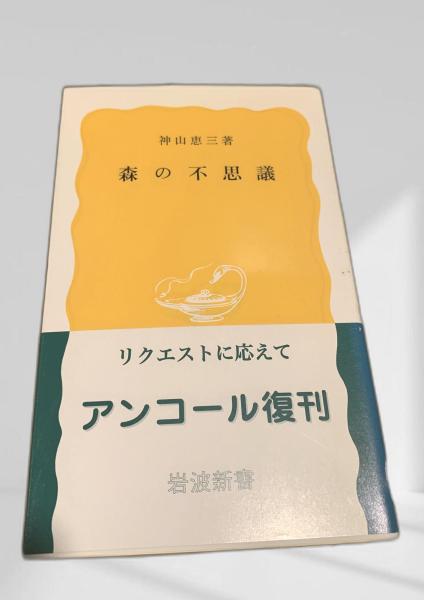 神山恵三著
森の不思議
リクエストに応えて
アンコール復刊
岩波新書